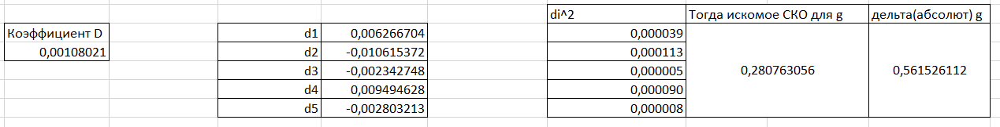 di^2 Тогда искомое СКО для g дельта(абсолют) g
Коэффициент D d1 0,006266704 0,000039
0,00108021 d2 -0,010615372 0,000113
d3 -0,002342748 0,000005 0,280763056 0,561526112
d4 0,009494628 0,000090
d5 -0,002803213 0,000008